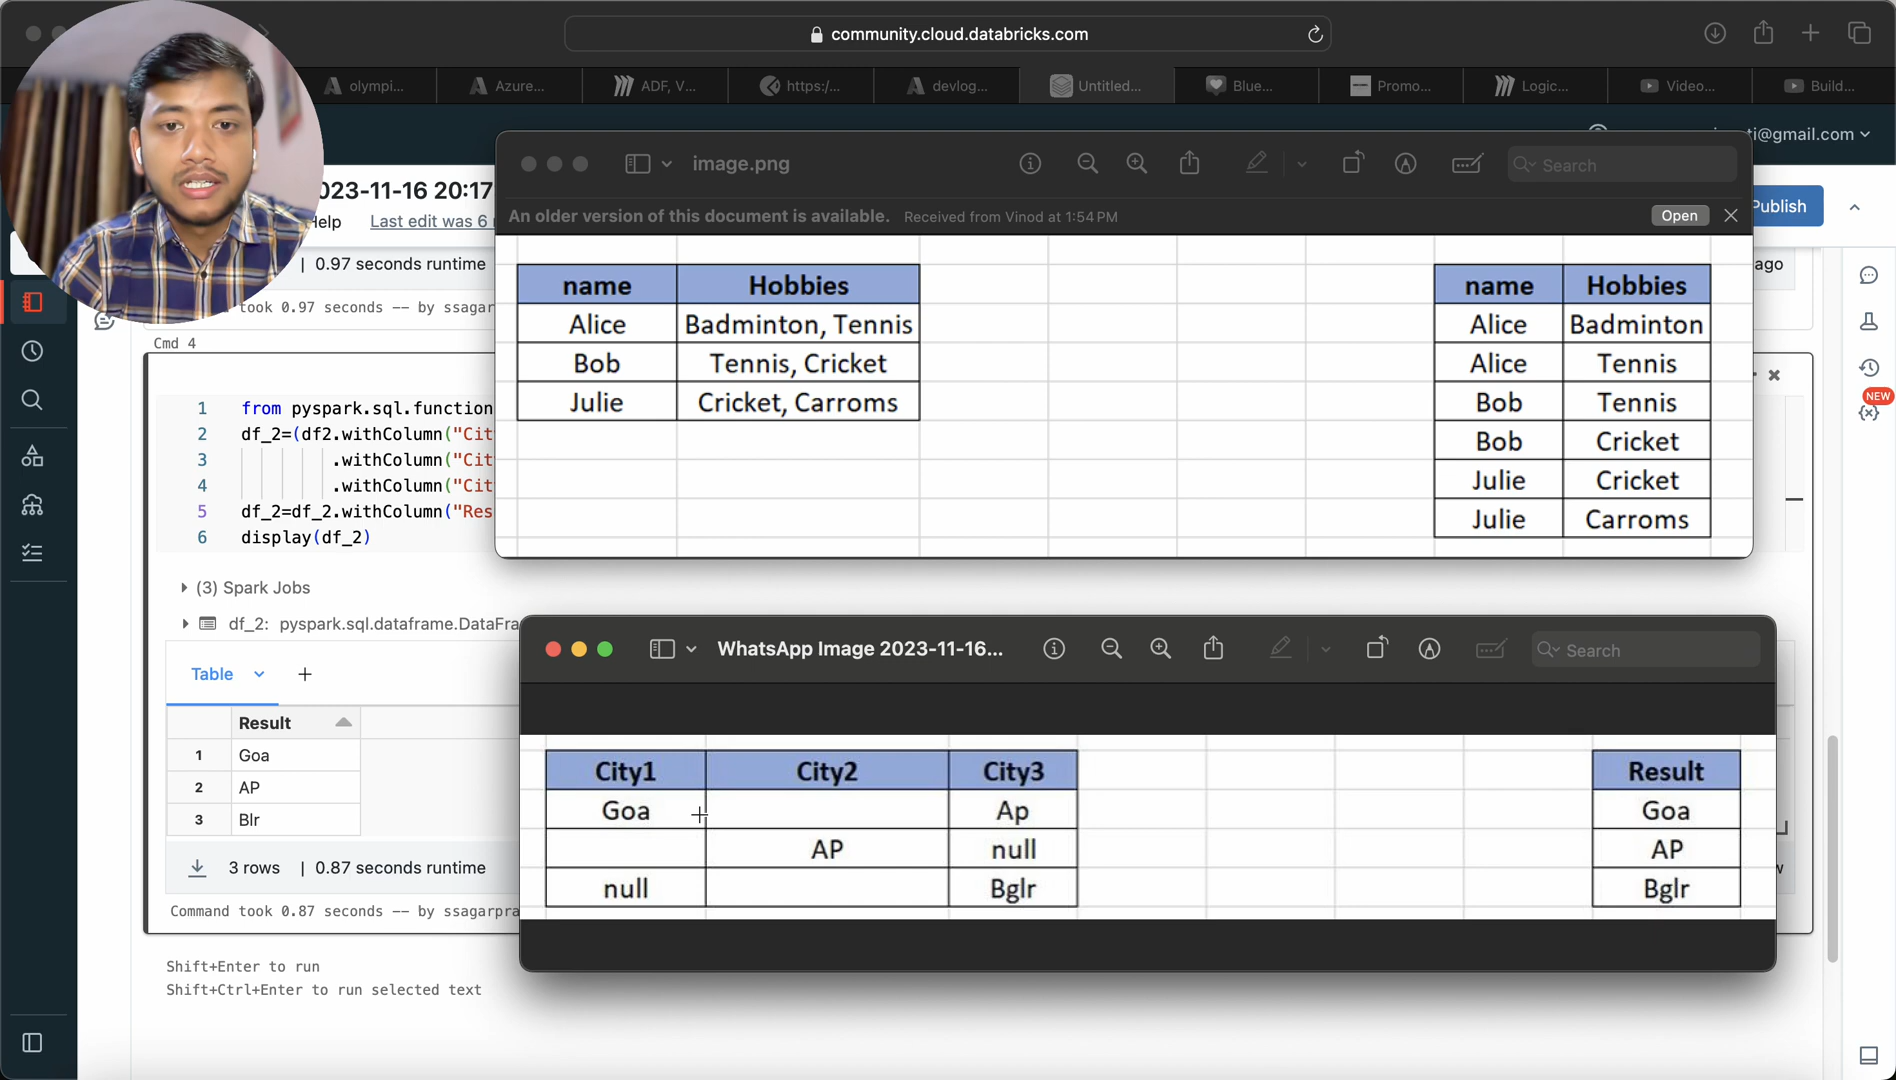 community.cloud.databricks.com
olympi...
Azure...
ADF, V...
https:/...
devlog...
Untitled...
Blue...
Promo...
Logic...
Video...
Build...
ti@gmail.com
023-11-16 20:17
Help
Last edit was 6
Publish
| 0.97 seconds runtime
ago
took 0.97 seconds -- by ssagar
image.png
Search
An older version of this document is available. Received from Vinod at 1:54 PM
Open
name Hobbies
Alice Badminton, Tennis
Bob Tennis, Cricket
Julie Cricket, Carroms
name Hobbies
Alice Badminton
Alice Tennis
Bob Tennis
Bob Cricket
Julie Cricket
Julie Carroms
NEW
Cmd 4
1 from pyspark.sql.function
2 df_2=(df2.withColumn("Cit
3 .withColumn("Cit
4 .withColumn("Cit
5 df_2=df_2.withColumn("Res
6 display(df_2)
(3) Spark Jobs
df_2: pyspark.sql.dataframe.DataFra
Table
+
Result
1 Goa
2 AP
3 Blr
3 rows | 0.87 seconds runtime
Command took 0.87 seconds -- by ssagarpra
Shift+Enter to run
Shift+Ctrl+Enter to run selected text
WhatsApp Image 2023-11-16...
Search
City1 City2 City3
Goa Ap
AP null
null Bglr
Result
Goa
AP
Bglr